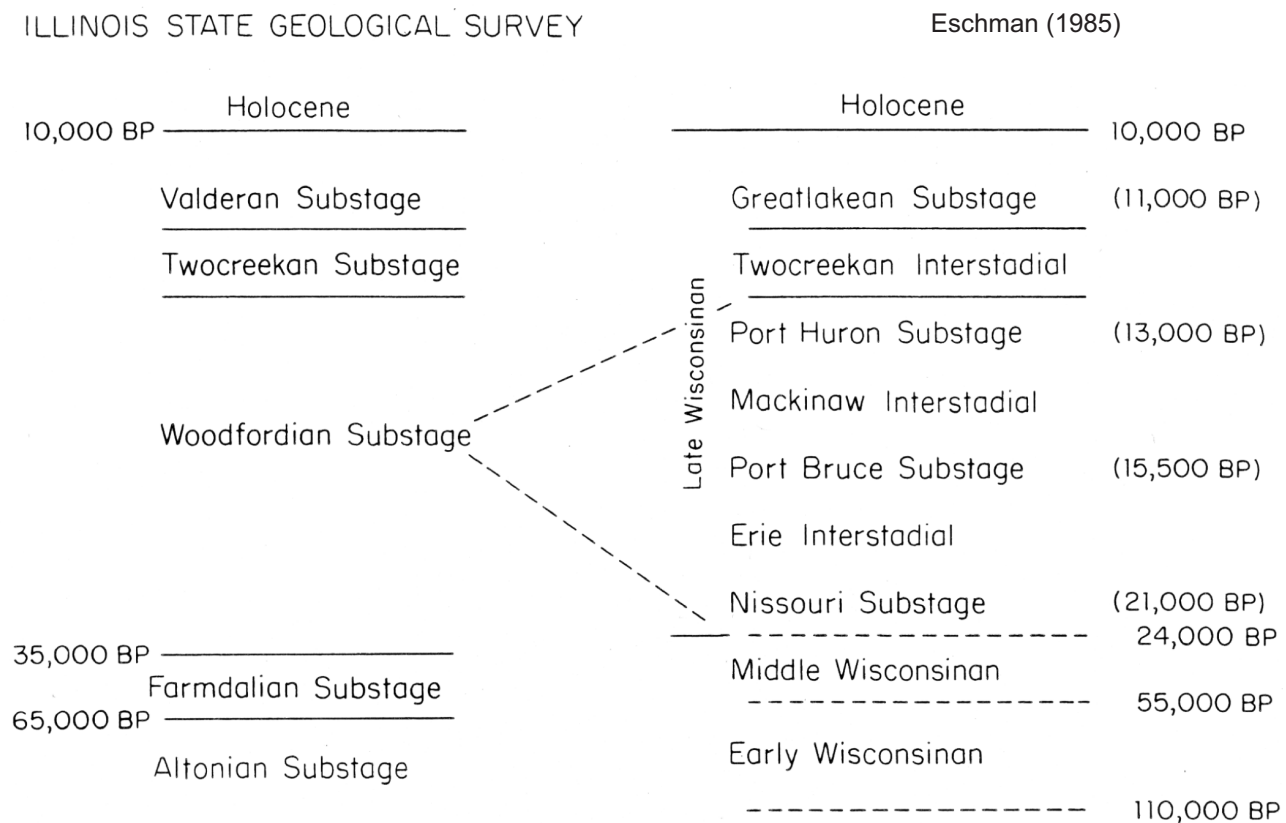 ILLINOIS STATE GEOLOGICAL SURVEY
Holocene
10,000 BP
Valderan Substage
Twocreekan Substage
Woodfordian Substage
35,000 BP
Farmdalian Substage
65,000 BP
Altonian Substage
Eschman (1985)
Holocene
10,000 BP
Greatlakean Substage (11,000 BP)
Twocreekan Interstadial
Late Wisconsinan
Port Huron Substage (13,000 BP)
Mackinaw Interstadial
Port Bruce Substage (15,500 BP)
Erie Interstadial
Nissouri Substage (21,000 BP)
24,000 BP
Middle Wisconsinan
55,000 BP
Early Wisconsinan
110,000 BP